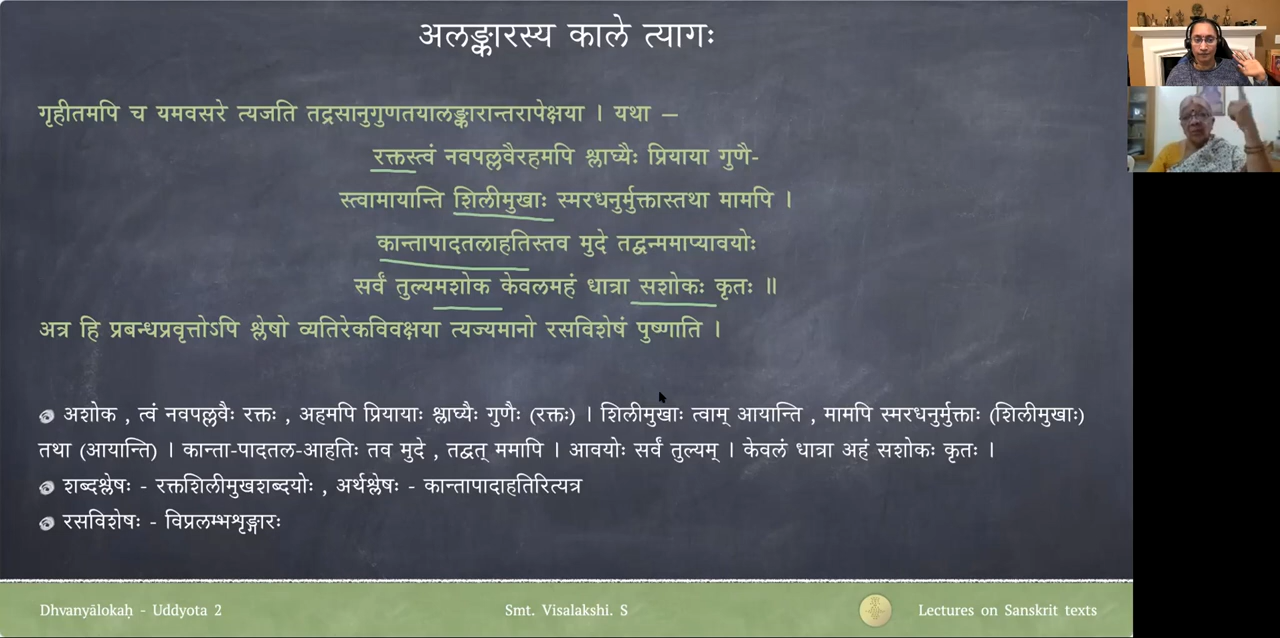 अलङ्कारस्य काले त्यागः
गृहीतमपि च यमवसरे त्यजति तद्रसानुगुणतयालङ्कारान्तरापेक्षया । यथा —
रक्तस्त्वं नवपल्लवैरहमपि श्लाघ्यैः प्रियाया गुणै-
स्त्वामायान्ति शिलीमुखाः स्मरधनुर्मुक्तास्तथा मामपि ।
कान्तापादतलाहतिस्तव मुदे तद्वन्ममाप्यावयोः
सर्वं तुल्यमशोक केवलमहं धात्रा सशोकः कृतः ॥
अत्र हि प्रबन्धप्रवृत्तोऽपि श्लेषो व्यतिरेकविवक्षया त्यज्यमानो रसविशेषं पुष्णाति ।
अशोक , त्वं नवपल्लवैः रक्तः , अहमपि प्रियायाः श्लाघ्यैः गुणैः (रक्तः) । शिलीमुखाः त्वाम् आयान्ति , मामपि स्मरधनुर्मुक्ताः (शिलीमुखाः)
तथा (आयान्ति) । कान्ता-पादतल-आहतिः तव मुदे , तद्वत् ममापि । आवयोः सर्वं तुल्यम् । केवलं धात्रा अहं सशोकः कृतः ।
शब्दश्लेषः - रक्तशिलीमुखशब्दयोः , अर्थश्लेषः - कान्तापादाहतिरित्यत्र
रसविशेषः - विप्रलम्भशृङ्गारः
Dhvanyālokaḥ - Uddyota 2
Smt. Visalakshi. S
Lectures on Sanskrit texts